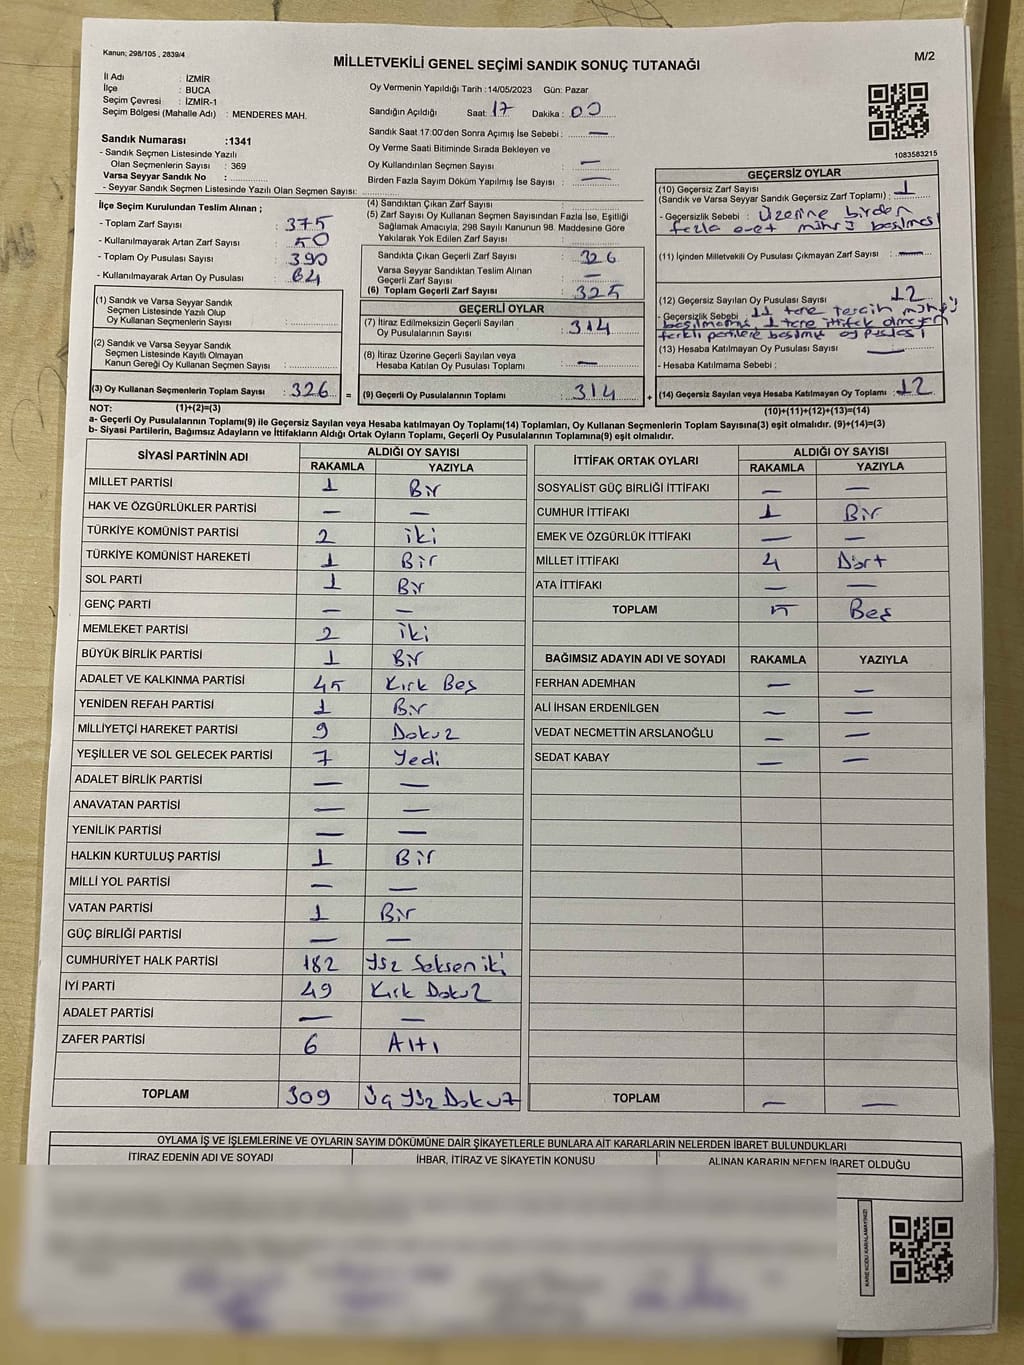 Kanun; 298/105 , 2839/4
M/2
MİLLETVEKİLİ GENEL SEÇİMİ SANDIK SONUÇ TUTANAĞI
İl Adı : İZMİR
İlçe : BUCA
Seçim Çevresi : İZMİR-1
Seçim Bölgesi (Mahalle Adı) : MENDERES MAH.
Sandık Numarası :1341
- Sandık Seçmen Listesinde Yazılı
Olan Seçmenlerin Sayısı : 369
Varsa Seyyar Sandık No :
- Seyyar Sandık Seçmen Listesinde Yazılı Olan Seçmen Sayısı:
Oy Vermenin Yapıldığı Tarih :14/05/2023 Gün: Pazar
Sandığın Açıldığı Saat: 17 Dakika : 00
Sandık Saat 17:00'den Sonra Açımış İse Sebebi : —
Oy Verme Saati Bitiminde Sırada Bekleyen ve
Oy Kullandırılan Seçmen Sayısı : —
Birden Fazla Sayım Döküm Yapılmış İse Sayısı : —
1083583215
İlçe Seçim Kurulundan Teslim Alınan ;
- Toplam Zarf Sayısı : 375
- Kullanılmayarak Artan Zarf Sayısı : 50
- Toplam Oy Pusulası Sayısı : 390
- Kullanılmayarak Artan Oy Pusulası : 64
(1) Sandık ve Varsa Seyyar Sandık
Seçmen Listesinde Yazılı Olup
Oy Kullanan Seçmenlerin Sayısı :
(2) Sandık ve Varsa Seyyar Sandık
Seçmen Listesinde Kayıtlı Olmayan
Kanun Gereği Oy Kullanan Seçmen Sayısı :
(3) Oy Kullanan Seçmenlerin Toplam Sayısı : 326 =
(4) Sandıktan Çıkan Zarf Sayısı :
(5) Zarf Sayısı Oy Kullanan Seçmen Sayısından Fazla İse, Eşitliği
Sağlamak Amacıyla, 298 Sayılı Kanunun 98. Maddesine Göre
Yakılarak Yok Edilen Zarf Sayısı :
Sandıkta Çıkan Geçerli Zarf Sayısı : 326
Varsa Seyyar Sandıktan Teslim Alınan
Geçerli Zarf Sayısı : —
(6) Toplam Geçerli Zarf Sayısı : 325
GEÇERLİ OYLAR
(7) İtiraz Edilmeksizin Geçerli Sayılan
Oy Pusulalarının Sayısı : 314
(8) İtiraz Üzerine Geçerli Sayılan veya
Hesaba Katılan Oy Pusulası Toplamı : —
(9) Geçerli Oy Pusulalarının Toplamı : 314 +
GEÇERSİZ OYLAR
(10) Geçersiz Zarf Sayısı
(Sandık ve Varsa Seyyar Sandık Geçersiz Zarf Toplamı) : 1
- Geçersizlik Sebebi : Üzerine birden
fazla evet mührü basılması
(11) İçinden Milletvekili Oy Pusulası Çıkmayan Zarf Sayısı : —
(12) Geçersiz Sayılan Oy Pusulası Sayısı : 12
- Geçersizlik Sebebi : 11 tane tercih mührü
basılmamış, 1 tane ittifak olmayan
farklı partilere basılmış oy pusulası
(13) Hesaba Katılmayan Oy Pusulası Sayısı : —
- Hesaba Katılmama Sebebi :
(14) Geçersiz Sayılan veya Hesaba Katılmayan Oy Toplamı : 12
NOT: (1)+(2)=(3)
(10)+(11)+(12)+(13)=(14)
a- Geçerli Oy Pusulalarının Toplamı(9) ile Geçersiz Sayılan veya Hesaba katılmayan Oy Toplamı(14) Toplamları, Oy Kullanan Seçmenlerin Toplam Sayısına(3) eşit olmalıdır. (9)+(14)=(3)
b- Siyasi Partilerin, Bağımsız Adayların ve İttifakların Aldığı Ortak Oyların Toplamı, Geçerli Oy Pusulalarının Toplamına(9) eşit olmalıdır.
SİYASİ PARTİNİN ADI ALDIĞI OY SAYISI
RAKAMLA YAZIYLA
MİLLET PARTİSİ 1 Bir
HAK VE ÖZGÜRLÜKLER PARTİSİ — —
TÜRKİYE KOMÜNİST PARTİSİ 2 iki
TÜRKİYE KOMÜNİST HAREKETİ 1 Bir
SOL PARTİ 1 Bir
GENÇ PARTİ — —
MEMLEKET PARTİSİ 2 iki
BÜYÜK BİRLİK PARTİSİ 1 Bir
ADALET VE KALKINMA PARTİSİ 45 Kırk Beş
YENİDEN REFAH PARTİSİ 1 Bir
MİLLİYETÇİ HAREKET PARTİSİ 9 Dokuz
YEŞİLLER VE SOL GELECEK PARTİSİ 7 Yedi
ADALET BİRLİK PARTİSİ — —
ANAVATAN PARTİSİ — —
YENİLİK PARTİSİ — —
HALKIN KURTULUŞ PARTİSİ 1 Bir
MİLLİ YOL PARTİSİ — —
VATAN PARTİSİ 1 Bir
GÜÇ BİRLİĞİ PARTİSİ — —
CUMHURİYET HALK PARTİSİ 182 Yüz Seksen iki
İYİ PARTİ 49 Kırk Dokuz
ADALET PARTİSİ — —
ZAFER PARTİSİ 6 Altı
TOPLAM 309 Üç Yüz Dokuz
İTTİFAK ORTAK OYLARI ALDIĞI OY SAYISI
RAKAMLA YAZIYLA
SOSYALİST GÜÇ BİRLİĞİ İTTİFAKI — —
CUMHUR İTTİFAKI 1 Bir
EMEK VE ÖZGÜRLÜK İTTİFAKI — —
MİLLET İTTİFAKI 4 Dört
ATA İTTİFAKI — —
TOPLAM 5 Beş
BAĞIMSIZ ADAYIN ADI VE SOYADI RAKAMLA YAZIYLA
FERHAN ADEMHAN — —
ALİ İHSAN ERDENİLGEN — —
VEDAT NECMETTİN ARSLANOĞLU — —
SEDAT KABAY — —
TOPLAM — —
OYLAMA İŞ VE İŞLEMLERİNE VE OYLARIN SAYIM DÖKÜMÜNE DAİR ŞİKAYETLERLE BUNLARA AİT KARARLARIN NELERDEN İBARET BULUNDUKLARI
İTİRAZ EDENİN ADI VE SOYADI İHBAR, İTİRAZ VE ŞİKAYETİN KONUSU ALINAN KARARIN NEDEN İBARET OLDUĞU
KAREKODU KARALAMAYINIZ!